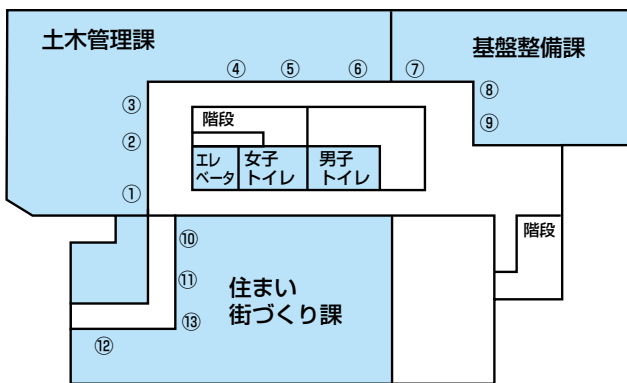 土木管理課
基盤整備課
④
⑤
⑥
⑦
⑧
③
⑨
②
階段
エレ
ベータ
女子
トイレ
男子
トイレ
①
階段
⑩
⑪
住まい
街づくり課
⑬
⑫